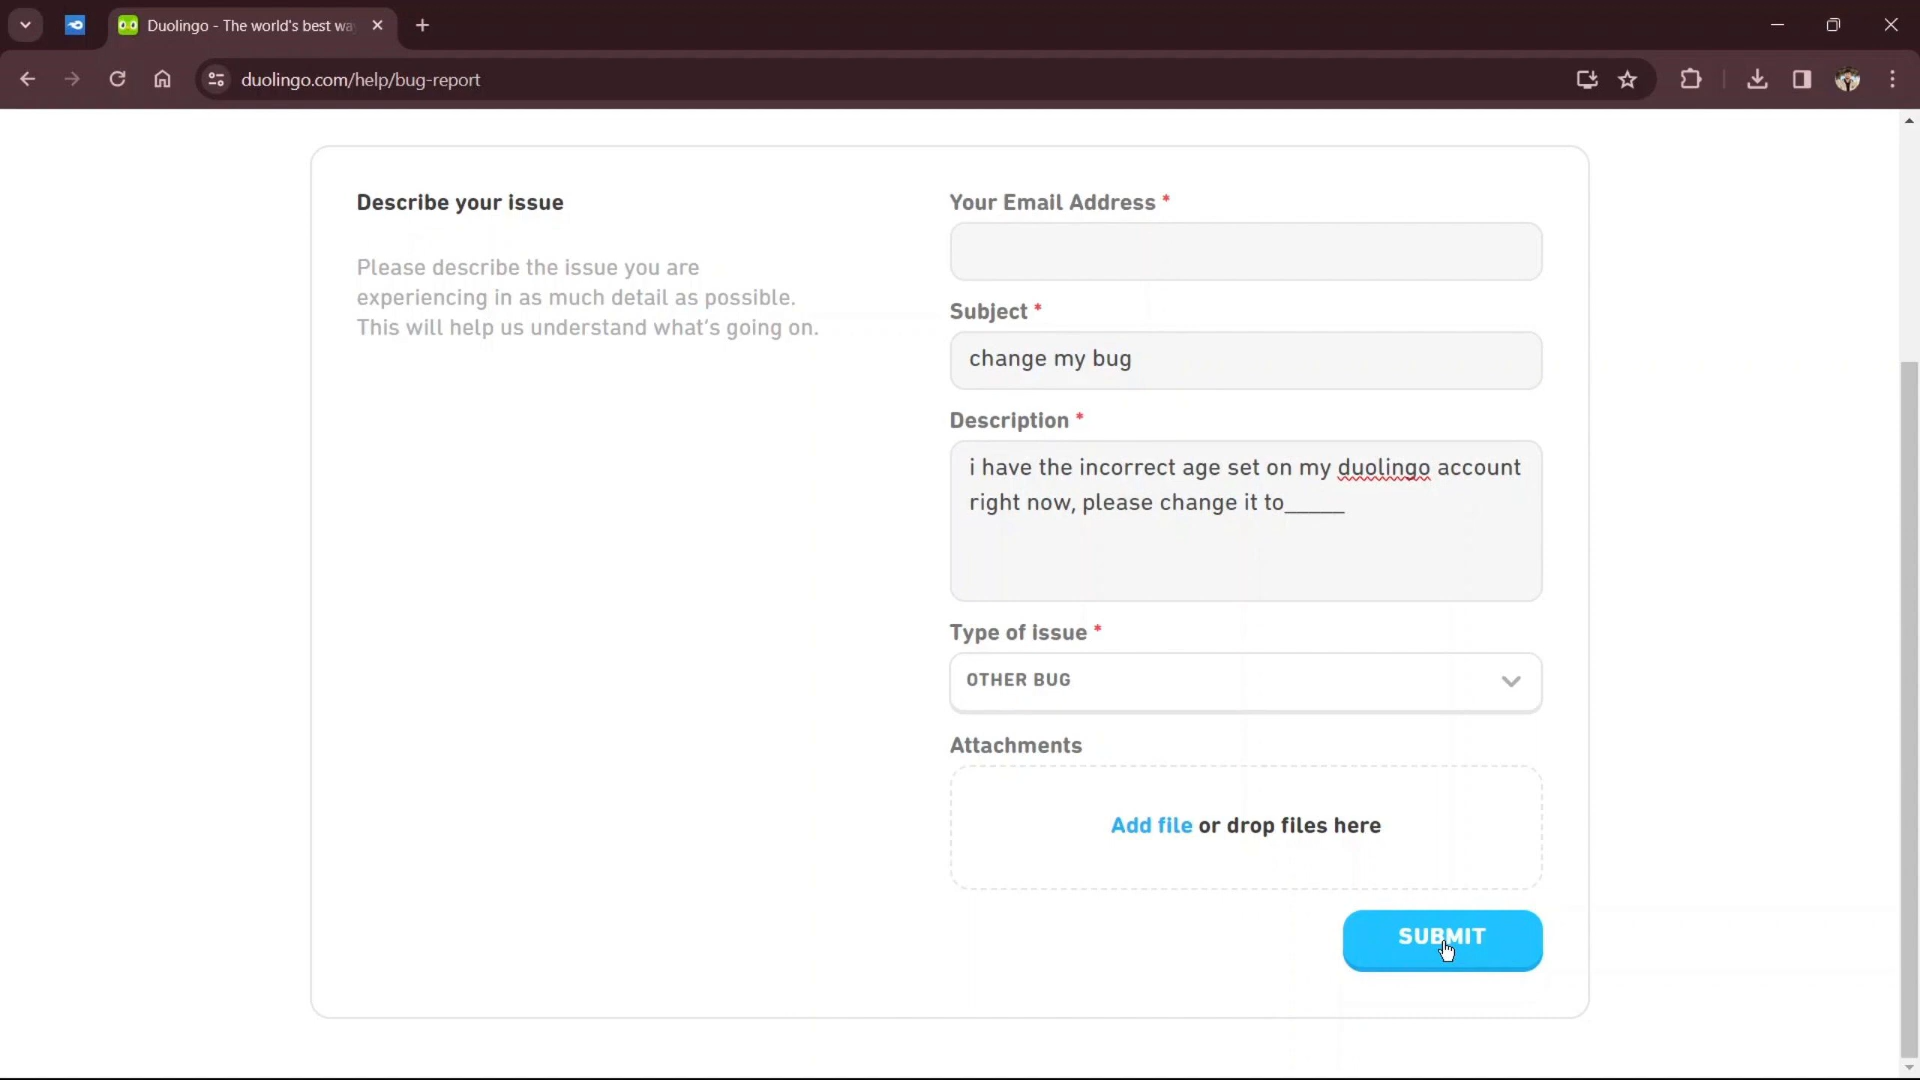 Duolingo - The world's best wa
duolingo.com/help/bug-report
Describe your issue
Please describe the issue you are
experiencing in as much detail as possible.
This will help us understand what's going on.
Your Email Address *
Subject *
change my bug
Description *
i have the incorrect age set on my duolingo account
right now, please change it to_____
Type of issue *
OTHER BUG
Attachments
Add file or drop files here
SUBMIT